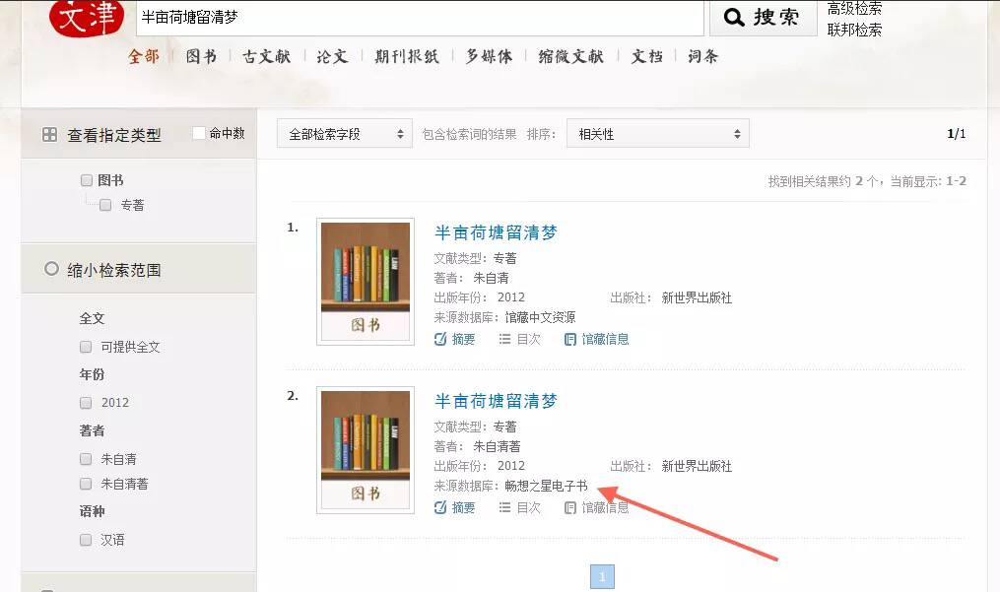 文津
半亩荷塘留清梦
搜索
高级检索
联邦检索
全部 图书 古文献 论文 期刊报纸 多媒体 缩微文献 文档 词条
查看指定类型 命中数
图书
专著
缩小检索范围
全文
可提供全文
年份
2012
著者
朱自清
朱自清著
语种
汉语
全部检索字段 包含检索词的结果 排序： 相关性 1/1
找到相关结果约 2 个，当前显示: 1-2
1.
图书
半亩荷塘留清梦
文献类型： 专著
著者： 朱自清
出版年份： 2012 出版社： 新世界出版社
来源数据库： 馆藏中文资源
摘要 目次 馆藏信息
2.
图书
半亩荷塘留清梦
文献类型： 专著
著者： 朱自清著
出版年份： 2012 出版社： 新世界出版社
来源数据库： 畅想之星电子书
摘要 目次 馆藏信息
1